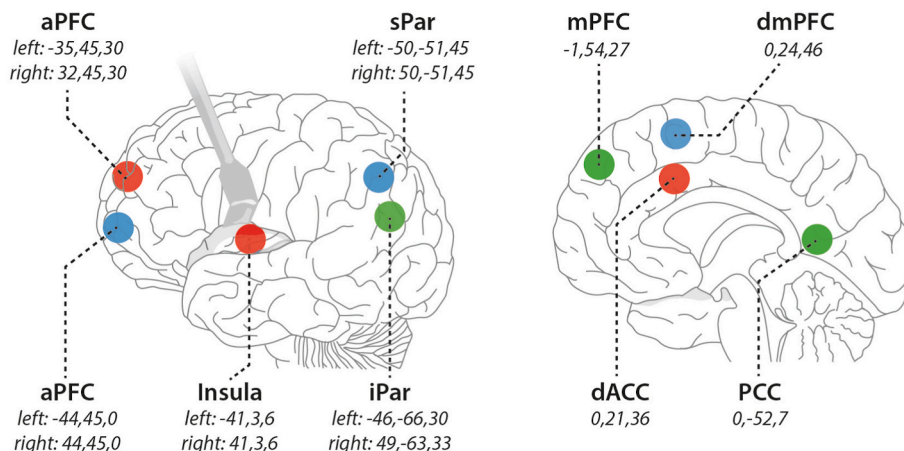 aPFC
left: -35,45,30
right: 32,45,30
sPar
left: -50,-51,45
right: 50,-51,45
mPFC
-1,54,27
dmPFC
0,24,46
aPFC
left: -44,45,0
right: 44,45,0
Insula
left: -41,3,6
right: 41,3,6
iPar
left: -46,-66,30
right: 49,-63,33
dACC
0,21,36
PCC
0,-52,7